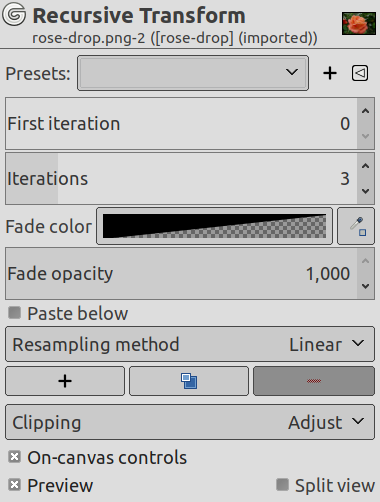 Recursive Transform
rose-drop.png-2 ([rose-drop] (imported))
Presets:
First iteration 0
Iterations 3
Fade color
Fade opacity 1,000
Paste below
Resampling method Linear
Clipping Adjust
On-canvas controls
Preview Split view